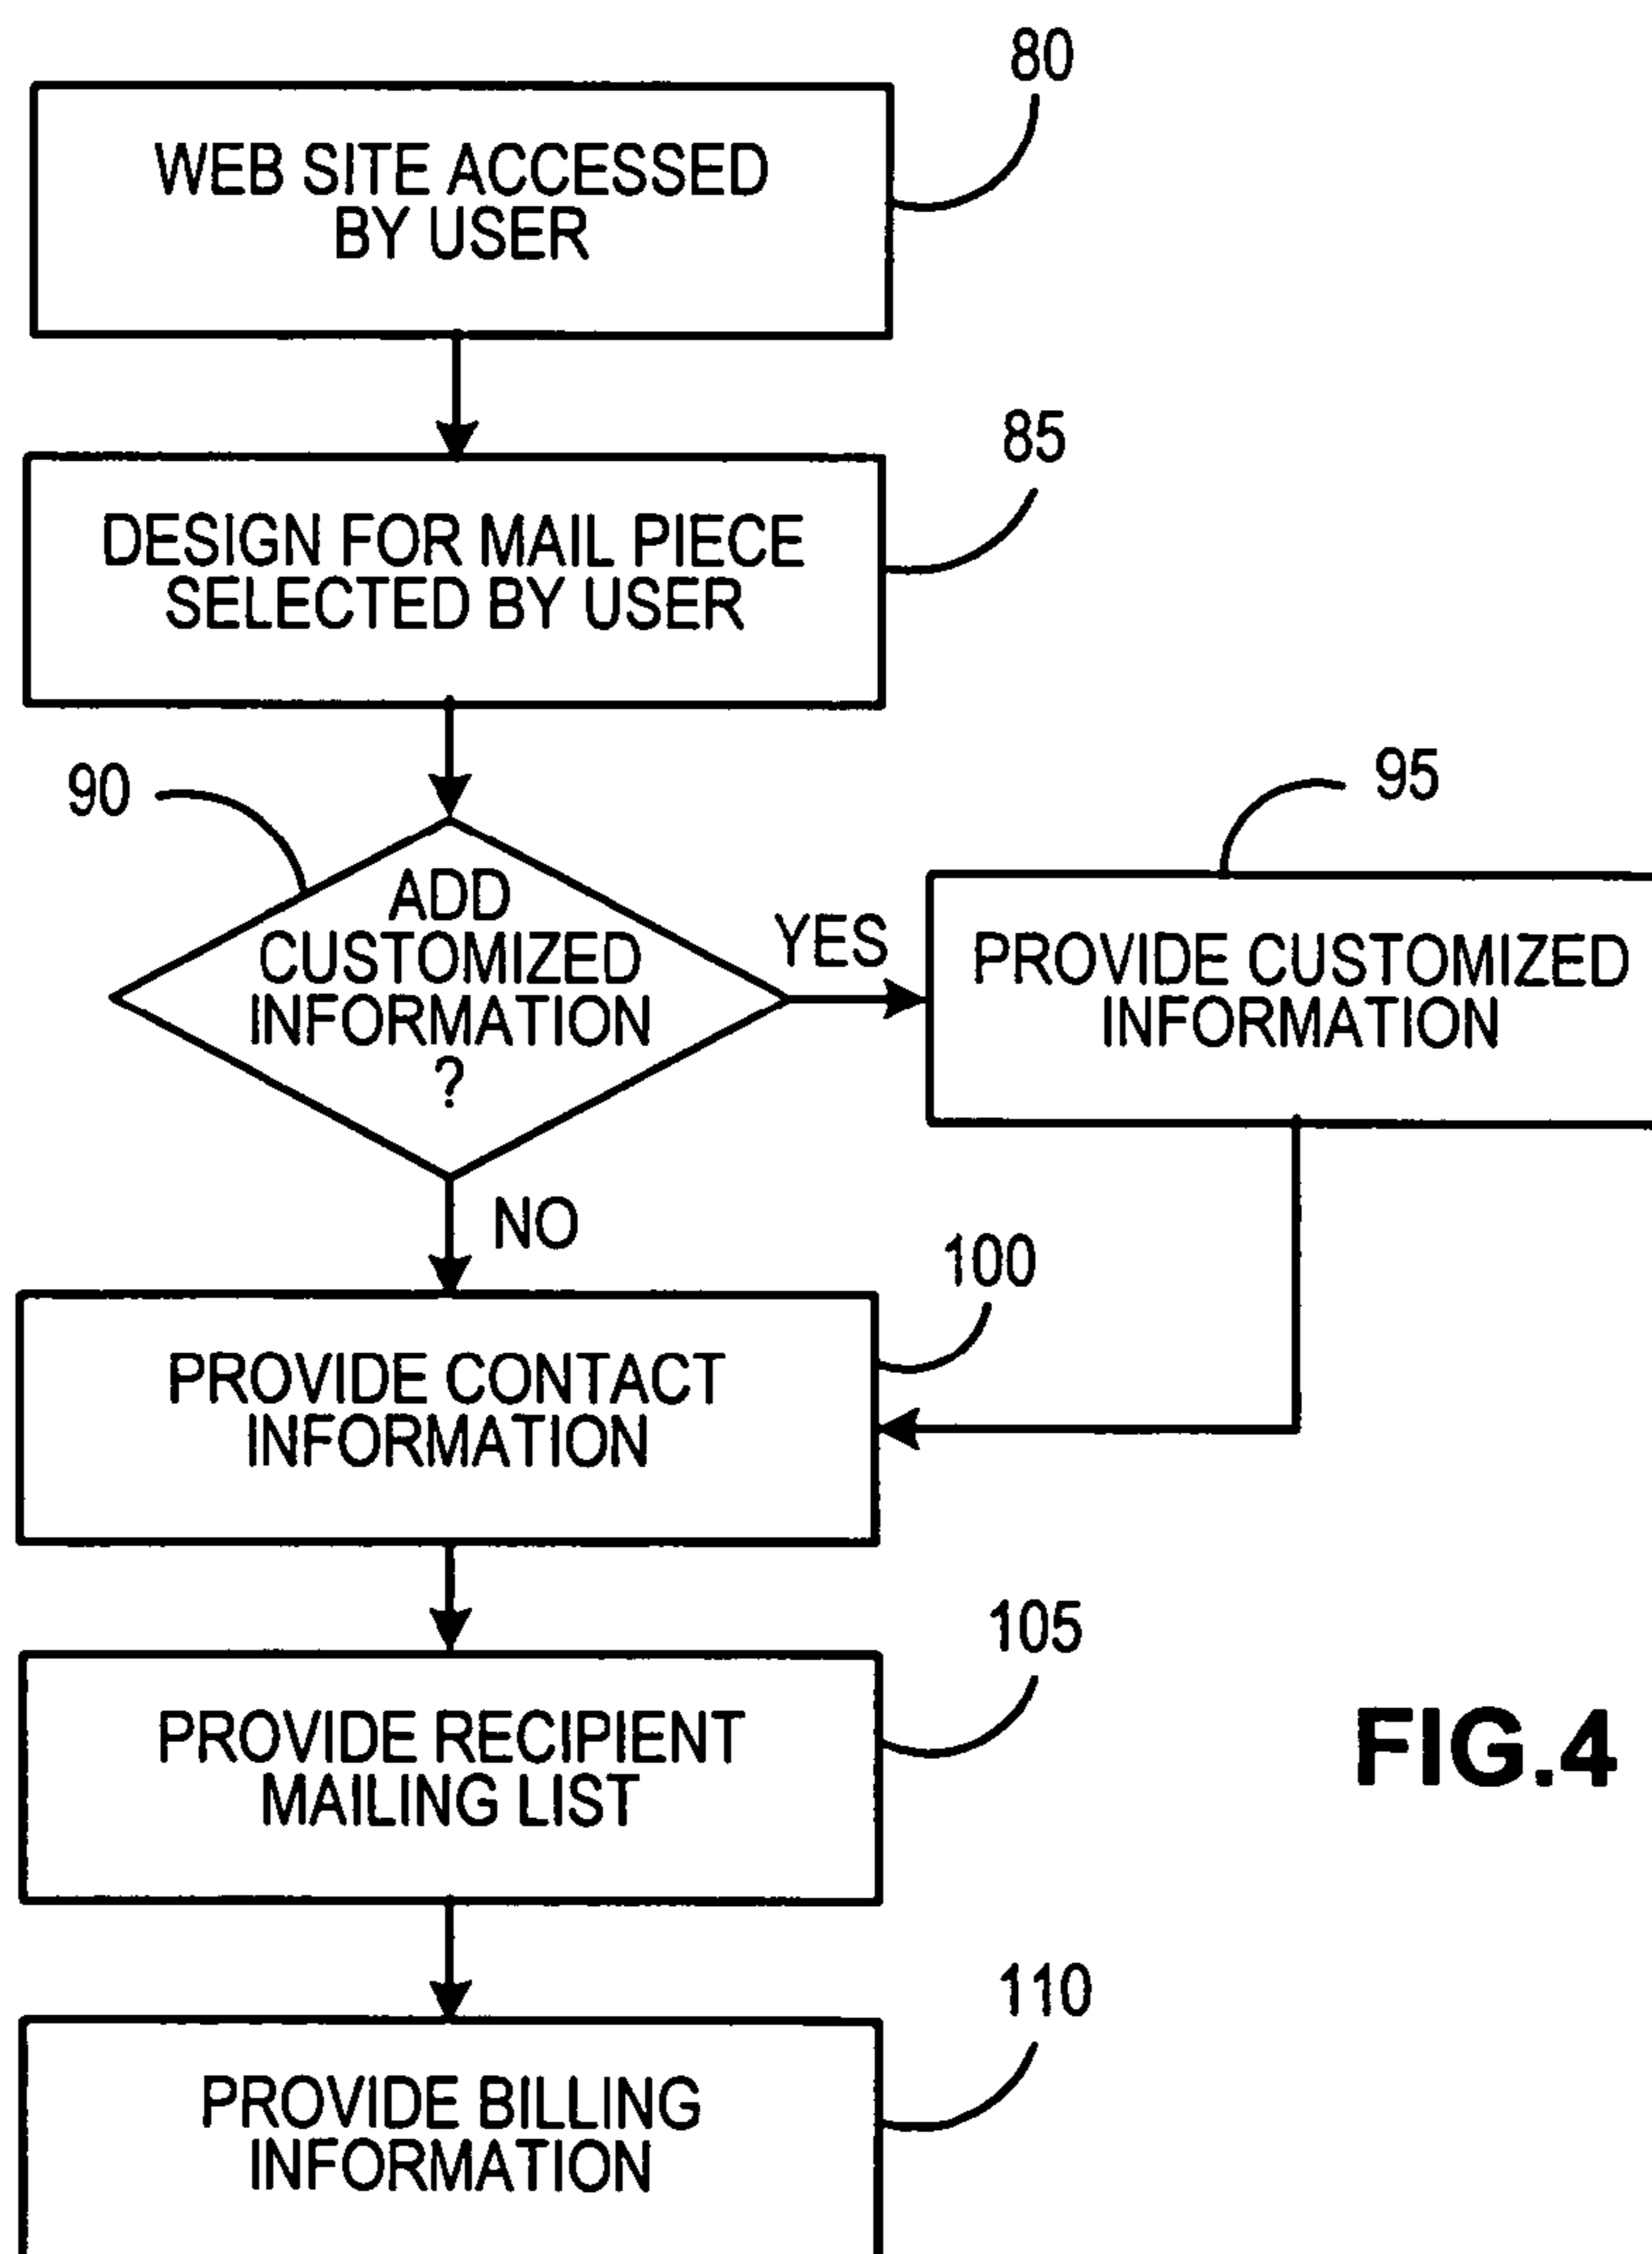 80
WEB SITE ACCESSED
BY USER
85
DESIGN FOR MAIL PIECE
SELECTED BY USER
90
ADD
CUSTOMIZED
INFORMATION
?
YES
95
PROVIDE CUSTOMIZED
INFORMATION
NO
100
PROVIDE CONTACT
INFORMATION
105
PROVIDE RECIPIENT
MAILING LIST
FIG.4
110
PROVIDE BILLING
INFORMATION